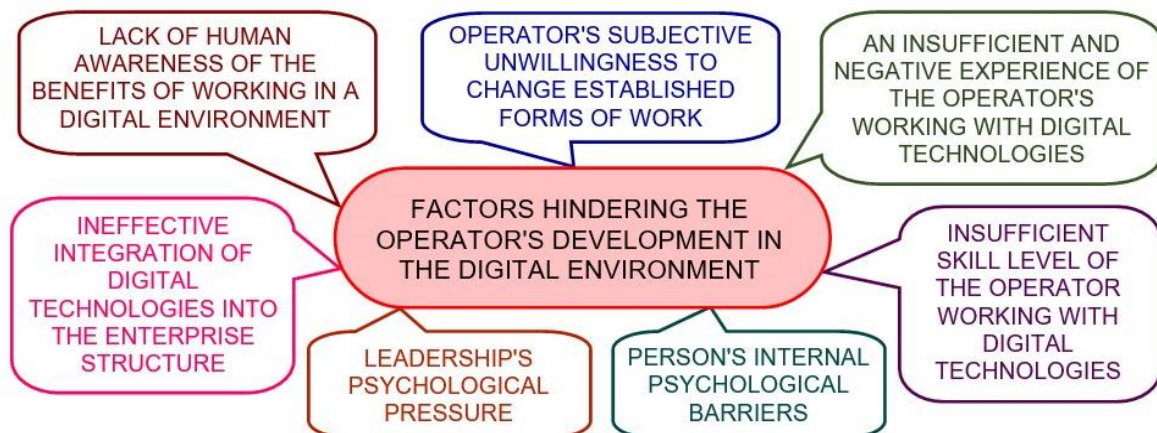 LACK OF HUMAN
AWARENESS OF THE
BENEFITS OF WORKING IN A
DIGITAL ENVIRONMENT
OPERATOR'S SUBJECTIVE
UNWILLINGNESS TO
CHANGE ESTABLISHED
FORMS OF WORK
AN INSUFFICIENT AND
NEGATIVE EXPERIENCE OF
THE OPERATOR'S
WORKING WITH DIGITAL
TECHNOLOGIES
FACTORS HINDERING THE
OPERATOR'S DEVELOPMENT IN
THE DIGITAL ENVIRONMENT
INEFFECTIVE
INTEGRATION OF
DIGITAL
TECHNOLOGIES INTO
THE ENTERPRISE
STRUCTURE
LEADERSHIP'S
PSYCHOLOGICAL
PRESSURE
PERSON'S INTERNAL
PSYCHOLOGICAL
BARRIERS
INSUFFICIENT
SKILL LEVEL OF
THE OPERATOR
WORKING WITH
DIGITAL
TECHNOLOGIES